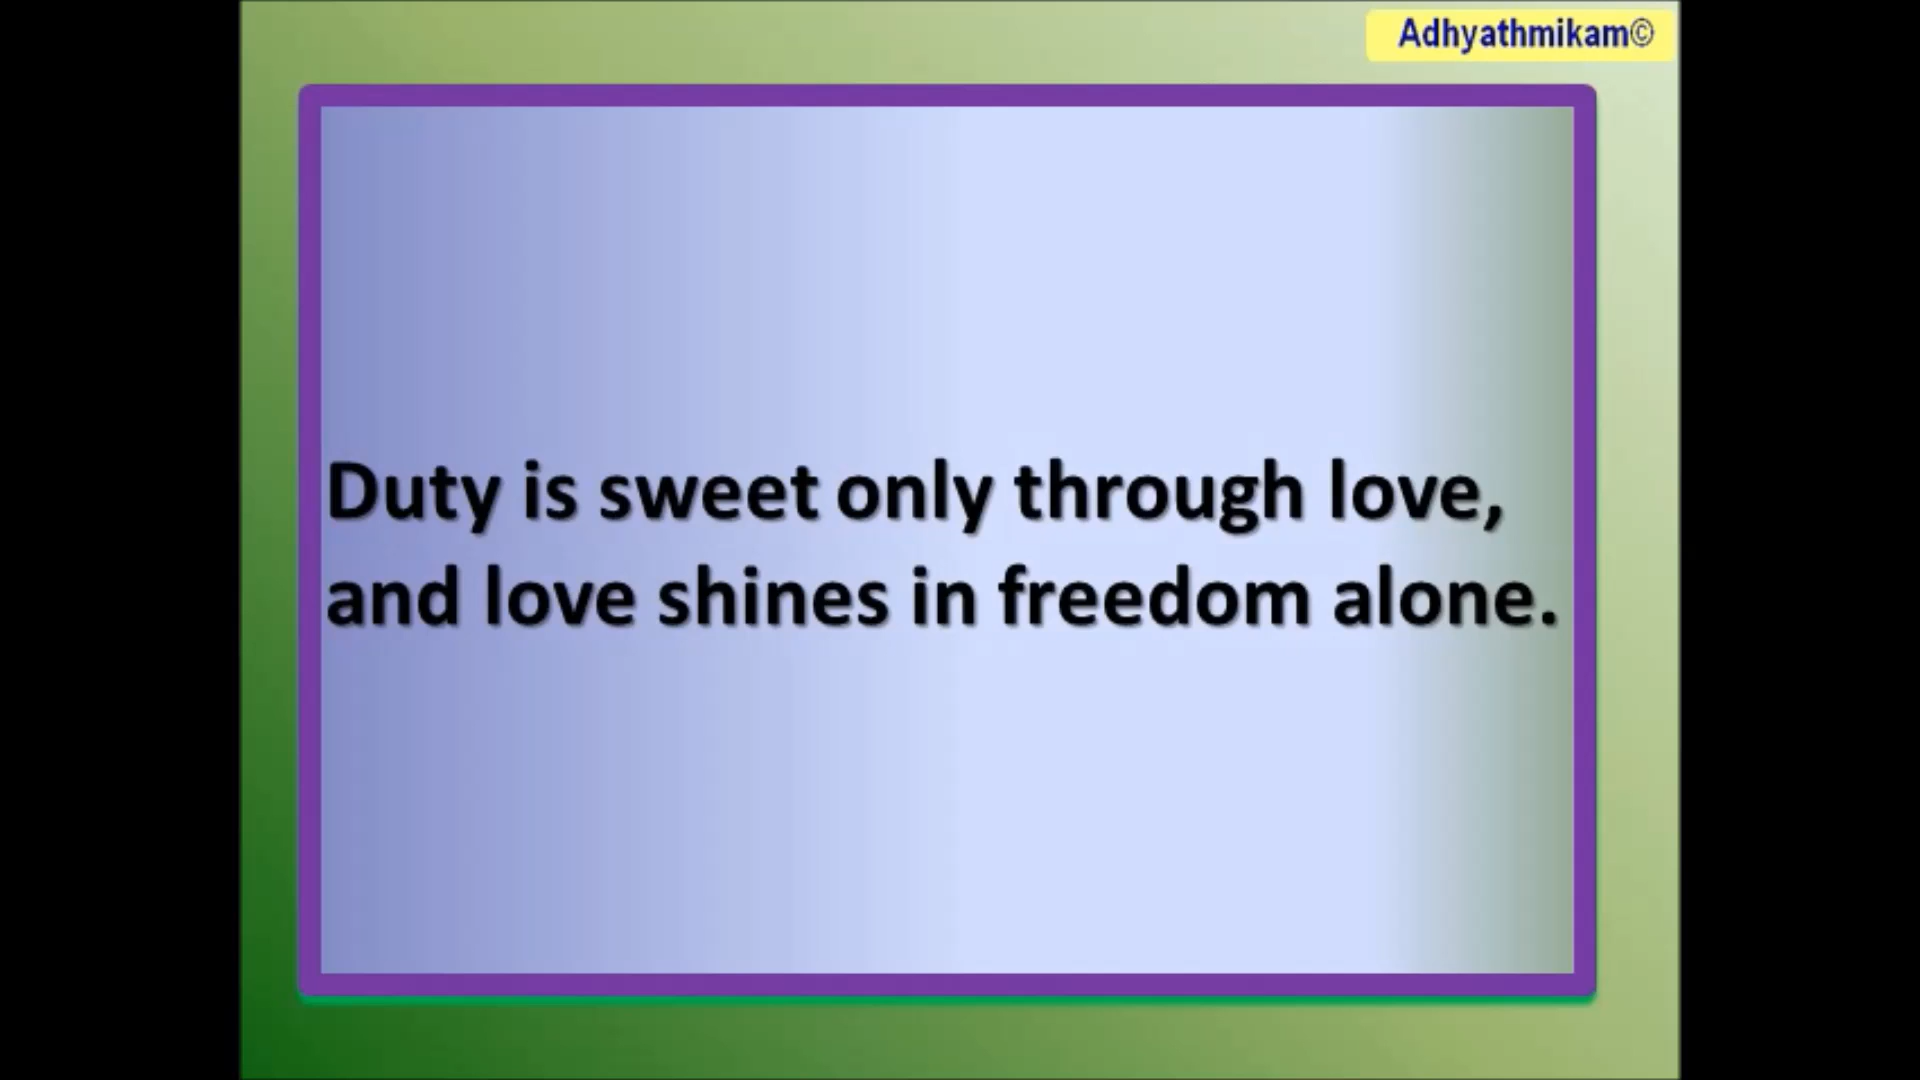 Adhyathmikam©
Duty is sweet only through love,
and love shines in freedom alone.